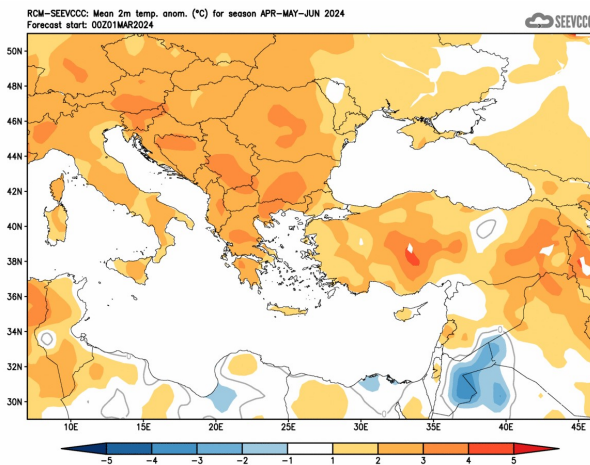 RCM-SEEVCCC: Mean 2m temp. anom. (°C) for season APR-MAY-JUN 2024
Forecast start: 00Z01MAR2024
SEEVCCC
50N
48N
46N
44N
42N
40N
38N
36N
34N
32N
30N
10E 15E 20E 25E 30E 35E 40E 45E
-5 -4 -3 -2 -1 1 2 3 4 5